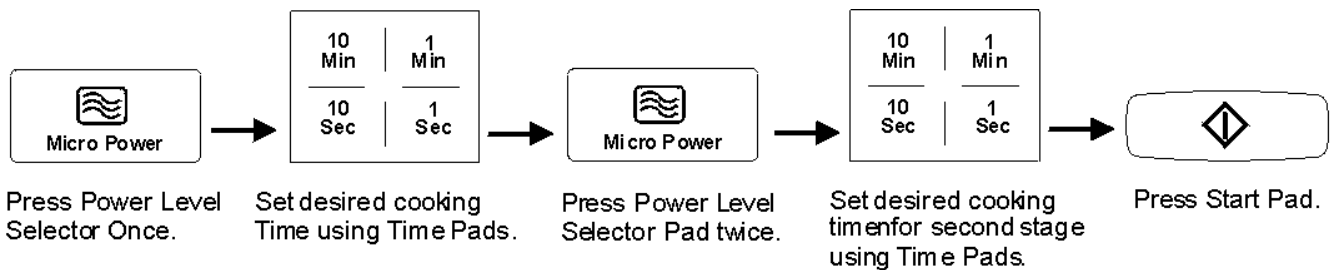 Micro Power
10 Min
1 Min
10 Sec
1 Sec
Micro Power
10 Min
1 Min
10 Sec
1 Sec
Press Power Level
Selector Once.
Set desired cooking
Time using Time Pads.
Press Power Level
Selector Pad twice.
Set desired cooking
timenfor second stage
using Time Pads.
Press Start Pad.